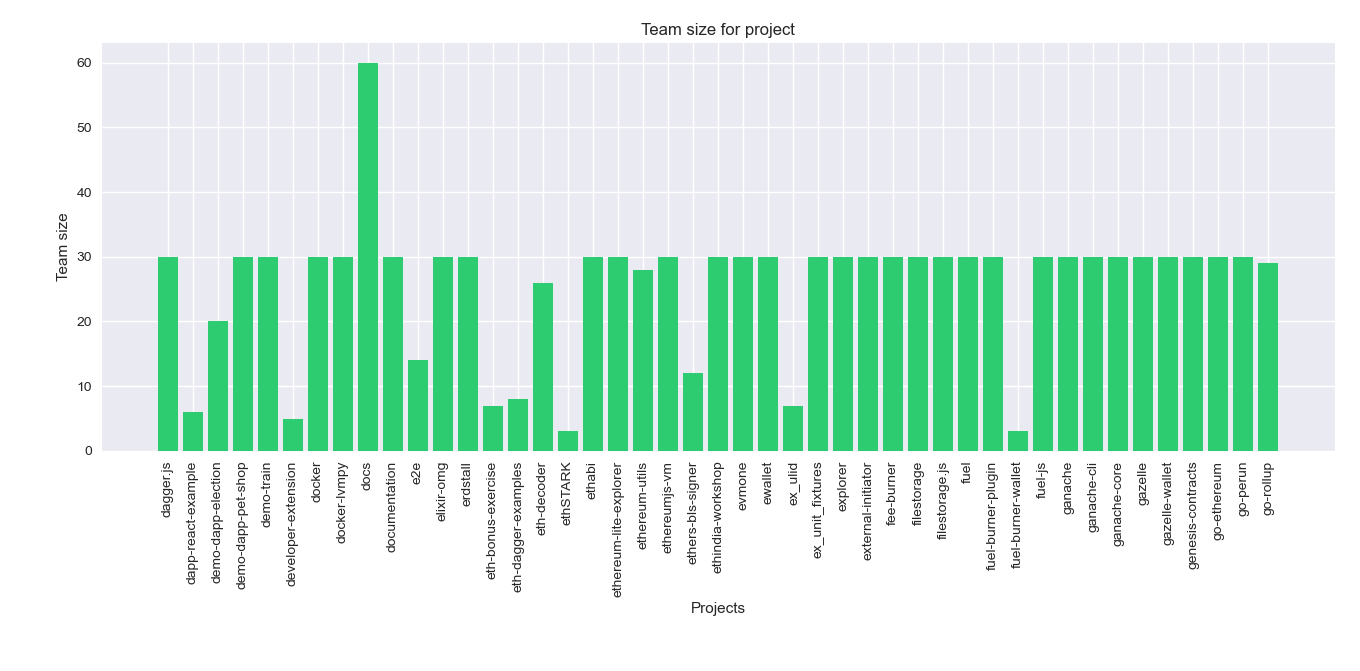 Team size for project
Team size
60
50
40
30
20
10
0
dagger.js
dapp-react-example
demo-dapp-election
demo-dapp-pet-shop
demo-train
developer-extension
docker
docker-lvmpy
docs
documentation
e2e
elixir-omg
erdstall
eth-bonus-exercise
eth-dagger-examples
eth-decoder
ethSTARK
ethabi
ethereum-lite-explorer
ethereum-utils
ethereumjs-vm
ethers-bls-signer
ethindia-workshop
evmone
ewallet
ex_ulid
ex_unit_fixtures
explorer
external-initiator
fee-burner
filestorage
filestorage.js
fuel
fuel-burner-plugin
fuel-burner-wallet
fuel-js
ganache
ganache-cli
ganache-core
gazelle
gazelle-wallet
genesis-contracts
go-ethereum
go-perun
go-rollup
Projects